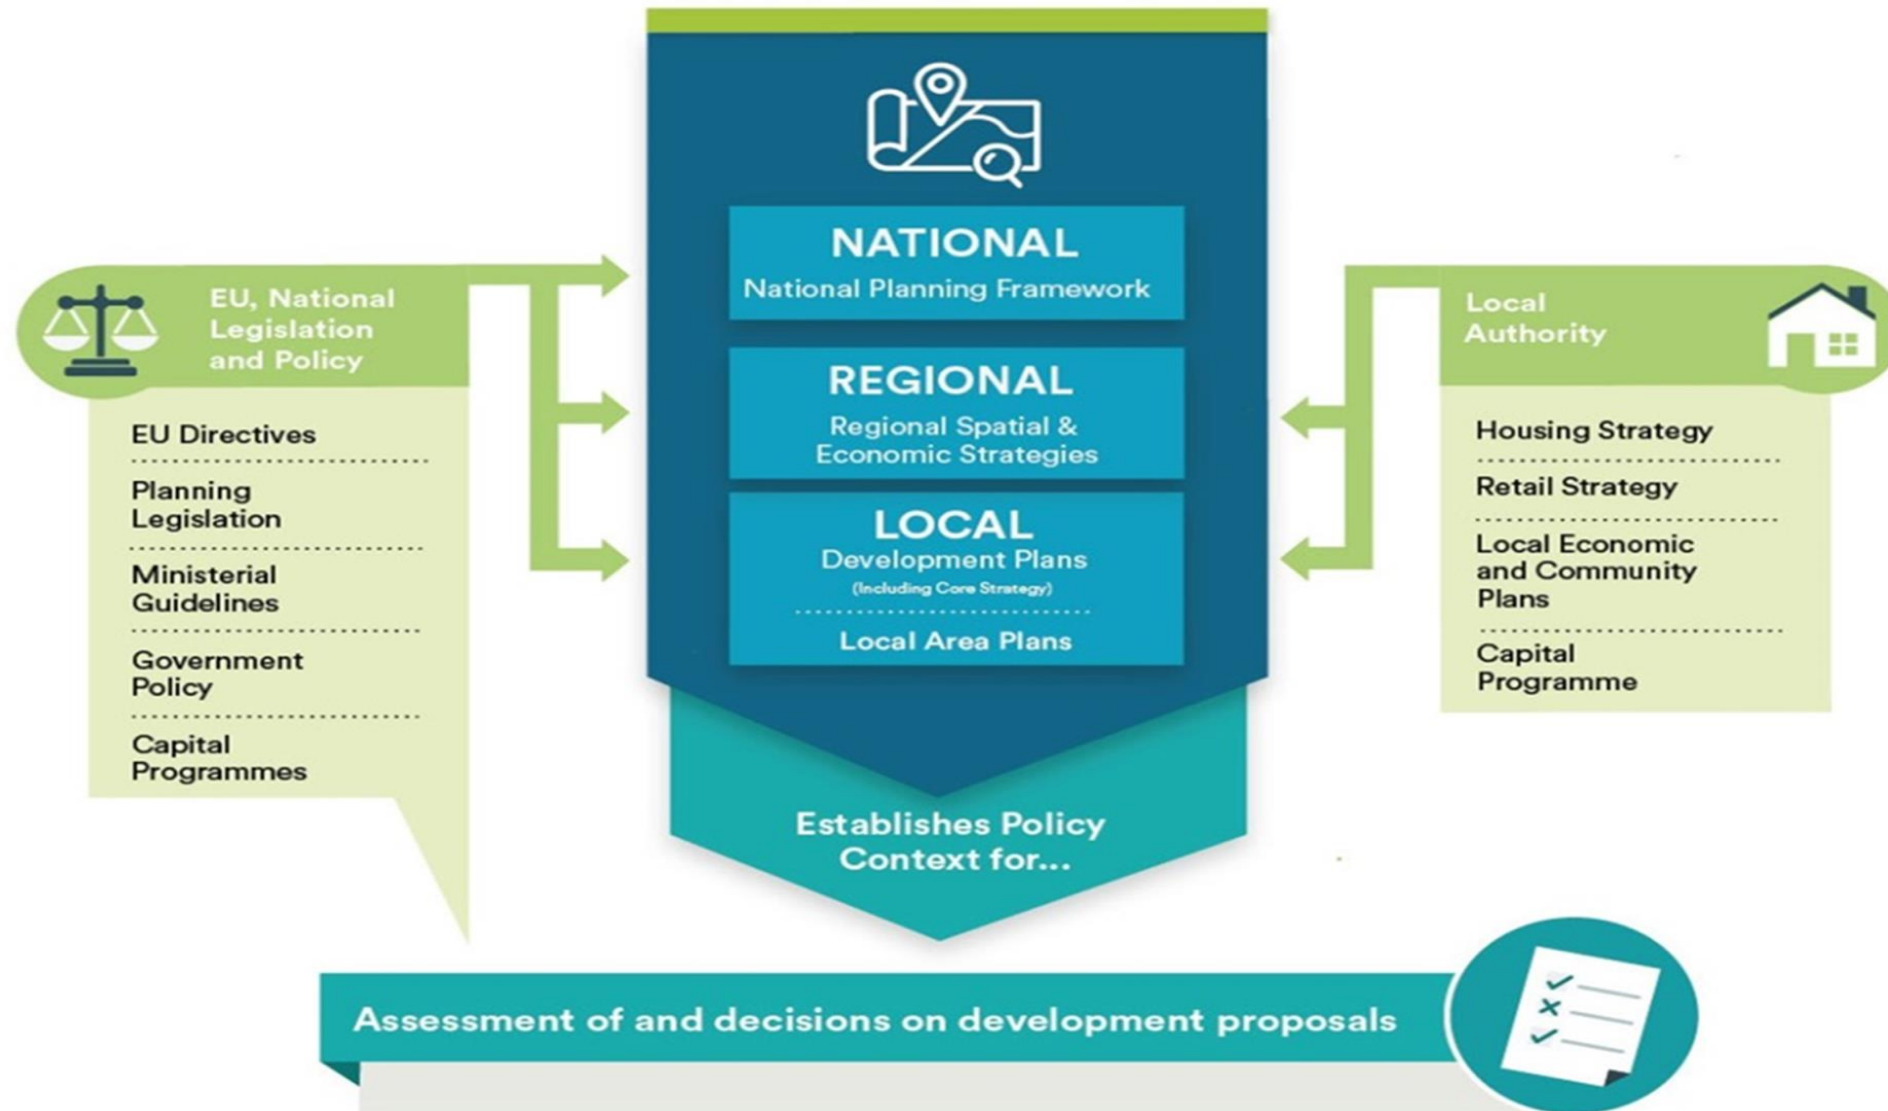 NATIONAL
National Planning Framework
REGIONAL
Regional Spatial &
Economic Strategies
LOCAL
Development Plans
(Including Core Strategy)
Local Area Plans
EU, National
Legislation
and Policy
EU Directives
Planning
Legislation
Ministerial
Guidelines
Government
Policy
Capital
Programmes
Local
Authority
Housing Strategy
Retail Strategy
Local Economic
and Community
Plans
Capital
Programme
Establishes Policy
Context for...
Assessment of and decisions on development proposals